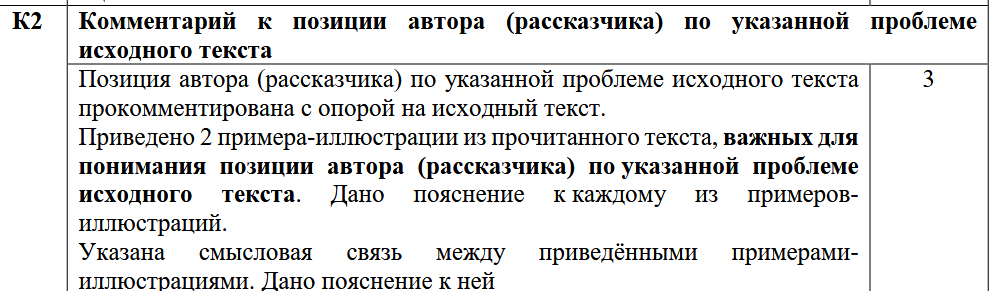 К2 Комментарий к позиции автора (рассказчика) по указанной проблеме
исходного текста
Позиция автора (рассказчика) по указанной проблеме исходного текста 3
прокомментирована с опорой на исходный текст.
Приведено 2 примера-иллюстрации из прочитанного текста, важных для
понимания позиции автора (рассказчика) по указанной проблеме
исходного текста. Дано пояснение к каждому из примеров-
иллюстраций.
Указана смысловая связь между приведёнными примерами-
иллюстрациями. Дано пояснение к ней